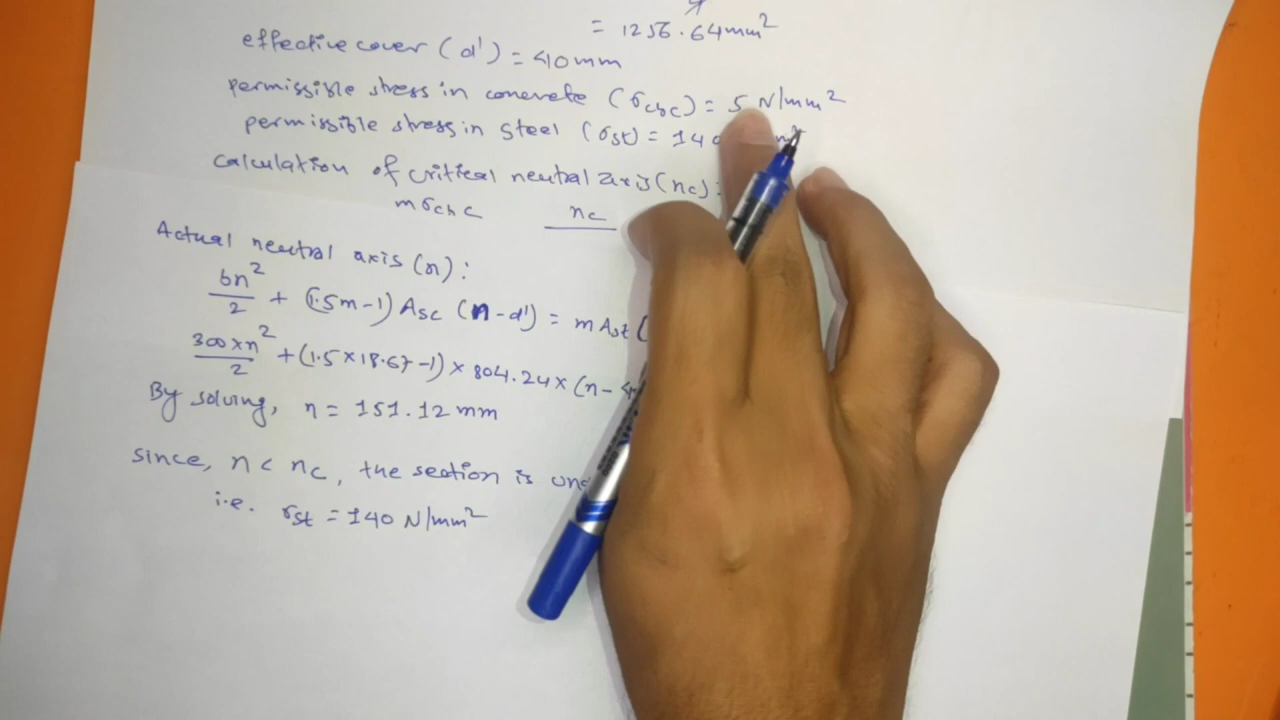 = 1256.64mm²
effective cover (d') = 40mm
permissible stress in concrete (σcbc) = 5 N/mm²
permissible stress in steel (σst) = 140
calculation of critical neutral axis (nc):
mσcbc nc
Actual neutral axis (n):
bn²/2 + (1.5m-1) Asc (n-d') = m Ast (
300×n²/2 + (1.5×18.67-1) × 804.24 × (n-
By solving, n = 151.12 mm
since, n < nc, the section is
i.e. σst = 140 N/mm²